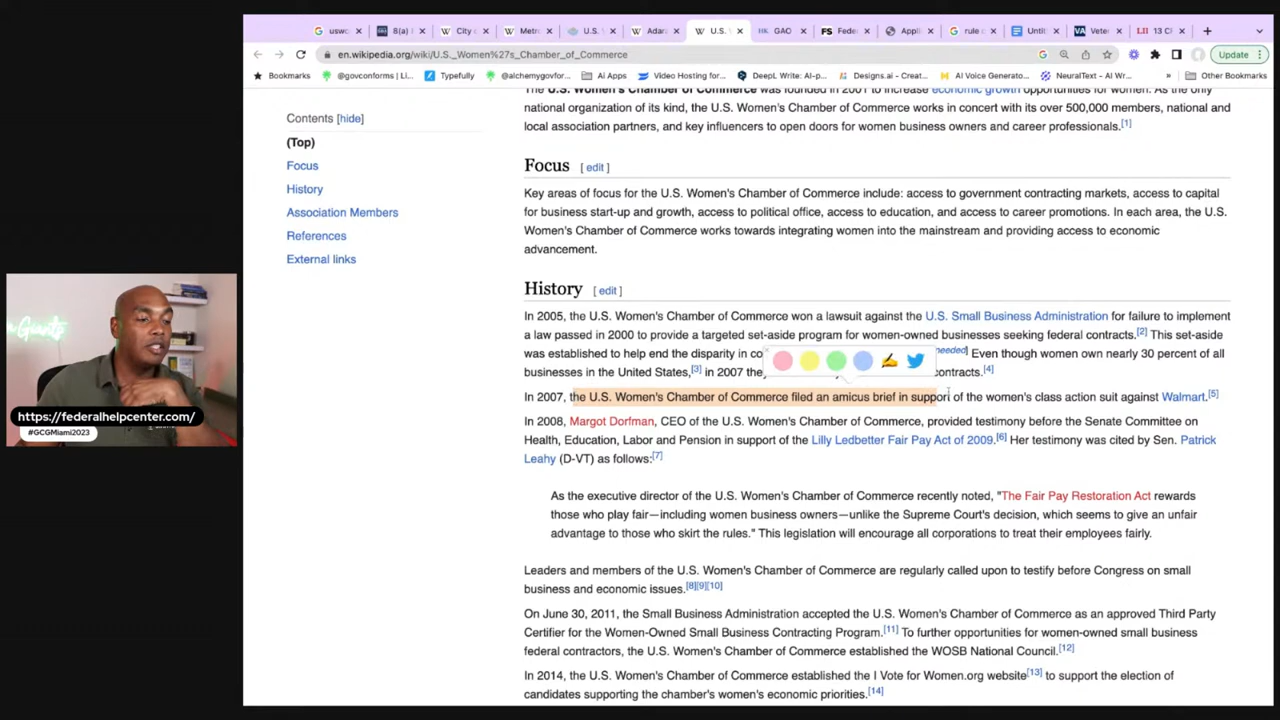 usw
8(a)
City
Metr
U.S.
Adara
U.S.
GAO
Fede
Appli
rule
Untit
Veter
13 CF
en.wikipedia.org/wiki/U.S._Women%27s_Chamber_of_Commerce
Update
Bookmarks
@govconforms | Li...
Typefully
@alchemygovfor...
Ai Apps
Video Hosting for...
DeepL Write: AI-p...
Designs.ai - Creat...
AI Voice Generato...
NeuralText - AI Wr...
»
Other Bookmarks
Contents [hide]
(Top)
Focus
History
Association Members
References
External links
The U.S. Women's Chamber of Commerce was founded in 2001 to increase economic growth opportunities for women. As the only
national organization of its kind, the U.S. Women's Chamber of Commerce works in concert with its over 500,000 members, national and
local association partners, and key influencers to open doors for women business owners and career professionals.[1]
Focus [ edit ]
Key areas of focus for the U.S. Women's Chamber of Commerce include: access to government contracting markets, access to capital
for business start-up and growth, access to political office, access to education, and access to career promotions. In each area, the U.S.
Women's Chamber of Commerce works towards integrating women into the mainstream and providing access to economic
advancement.
History [ edit ]
In 2005, the U.S. Women's Chamber of Commerce won a lawsuit against the U.S. Small Business Administration for failure to implement
a law passed in 2000 to provide a targeted set-aside program for women-owned businesses seeking federal contracts.[2] This set-aside
was established to help end the disparity in co needed] Even though women own nearly 30 percent of all
businesses in the United States,[3] in 2007 the contracts.[4]
In 2007, the U.S. Women's Chamber of Commerce filed an amicus brief in support of the women's class action suit against Walmart.[5]
In 2008, Margot Dorfman, CEO of the U.S. Women's Chamber of Commerce, provided testimony before the Senate Committee on
Health, Education, Labor and Pension in support of the Lilly Ledbetter Fair Pay Act of 2009.[6] Her testimony was cited by Sen. Patrick
Leahy (D-VT) as follows:[7]
As the executive director of the U.S. Women's Chamber of Commerce recently noted, "The Fair Pay Restoration Act rewards
those who play fair—including women business owners—unlike the Supreme Court's decision, which seems to give an unfair
advantage to those who skirt the rules." This legislation will encourage all corporations to treat their employees fairly.
Leaders and members of the U.S. Women's Chamber of Commerce are regularly called upon to testify before Congress on small
business and economic issues.[8][9][10]
On June 30, 2011, the Small Business Administration accepted the U.S. Women's Chamber of Commerce as an approved Third Party
Certifier for the Women-Owned Small Business Contracting Program.[11] To further opportunities for women-owned small business
federal contractors, the U.S. Women's Chamber of Commerce established the WOSB National Council.[12]
In 2014, the U.S. Women's Chamber of Commerce established the I Vote for Women.org website[13] to support the election of
candidates supporting the chamber's women's economic priorities.[14]
n Giants
https://federalhelpcenter.com/
#GCGMiami2023